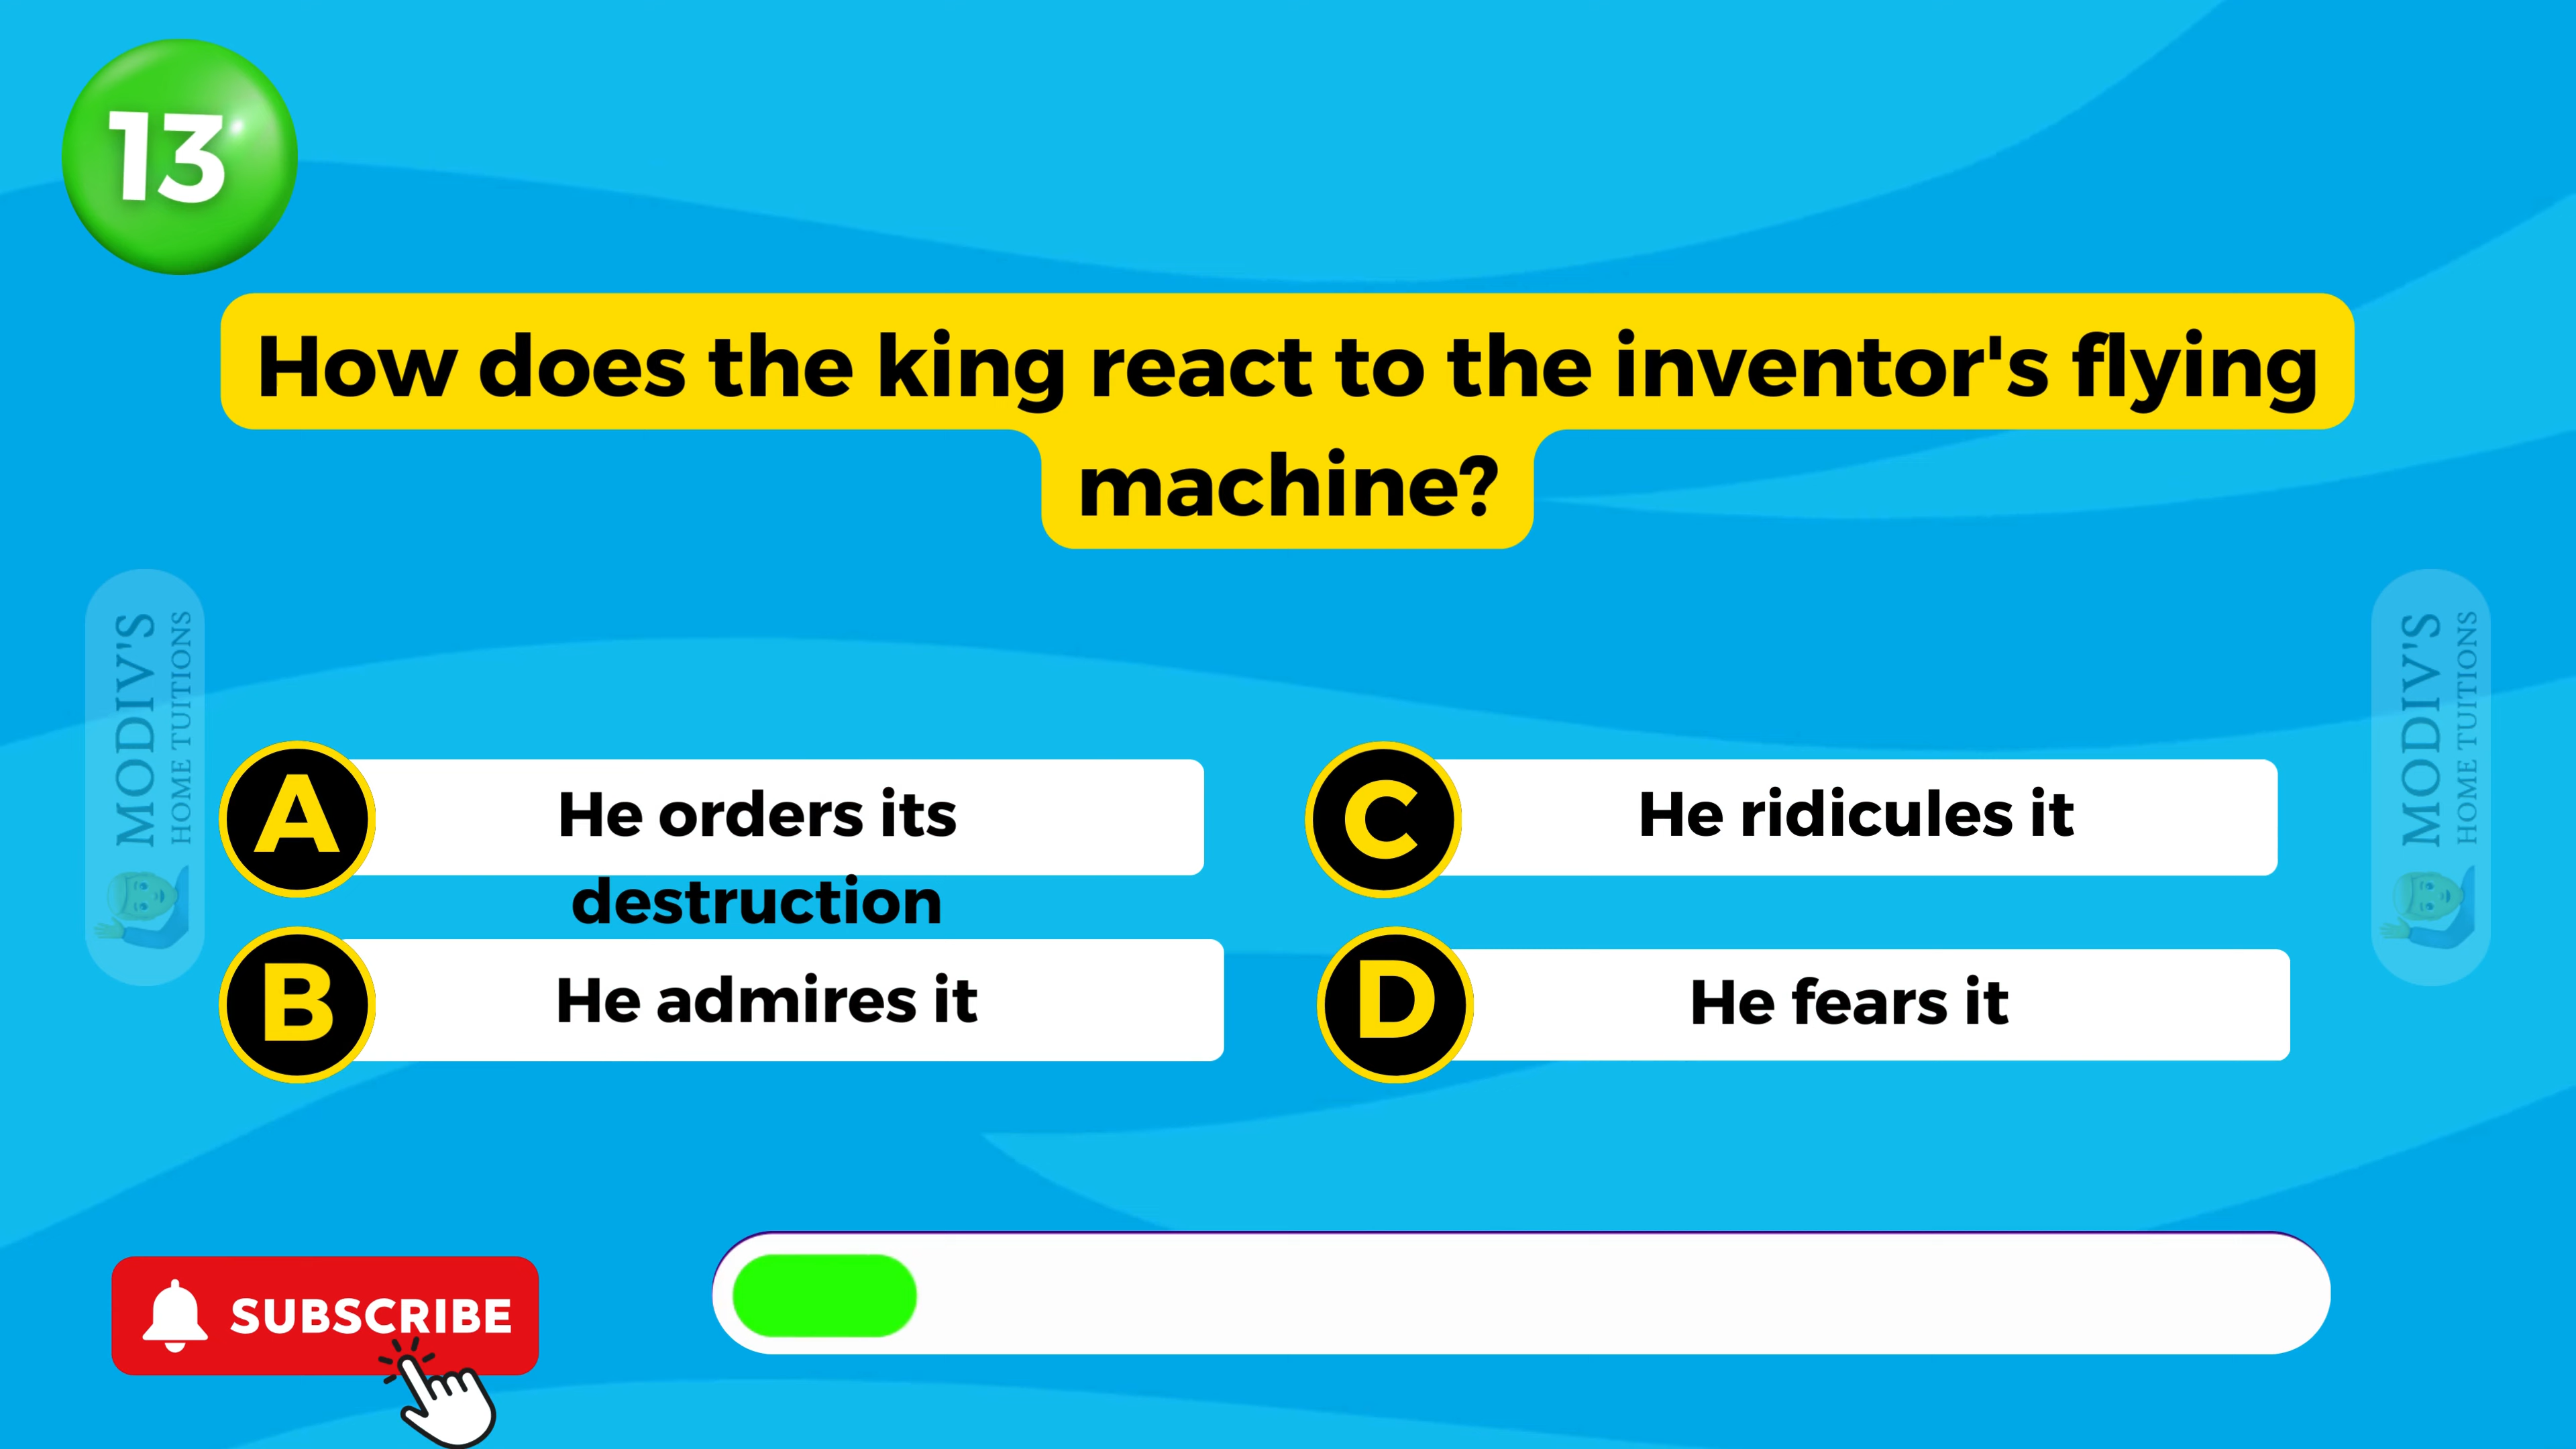 13
How does the king react to the inventor's flying
machine?
A
He orders its
destruction
B
He admires it
C
He ridicules it
D
He fears it
MODIV'S
HOME TUITIONS
MODIV'S
HOME TUITIONS
SUBSCRIBE